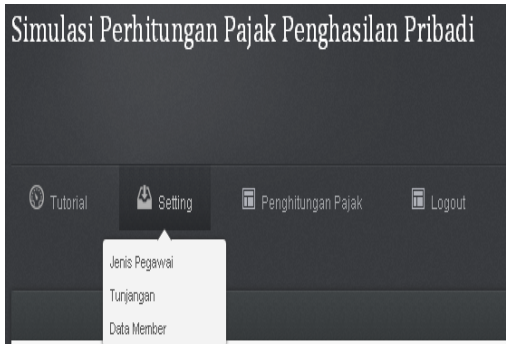 Simulasi Perhitungan Pajak Penghasilan Pribadi
Tutorial Setting Penghitungan Pajak Logout
Jenis Pegawai
Tunjangan
Data Member